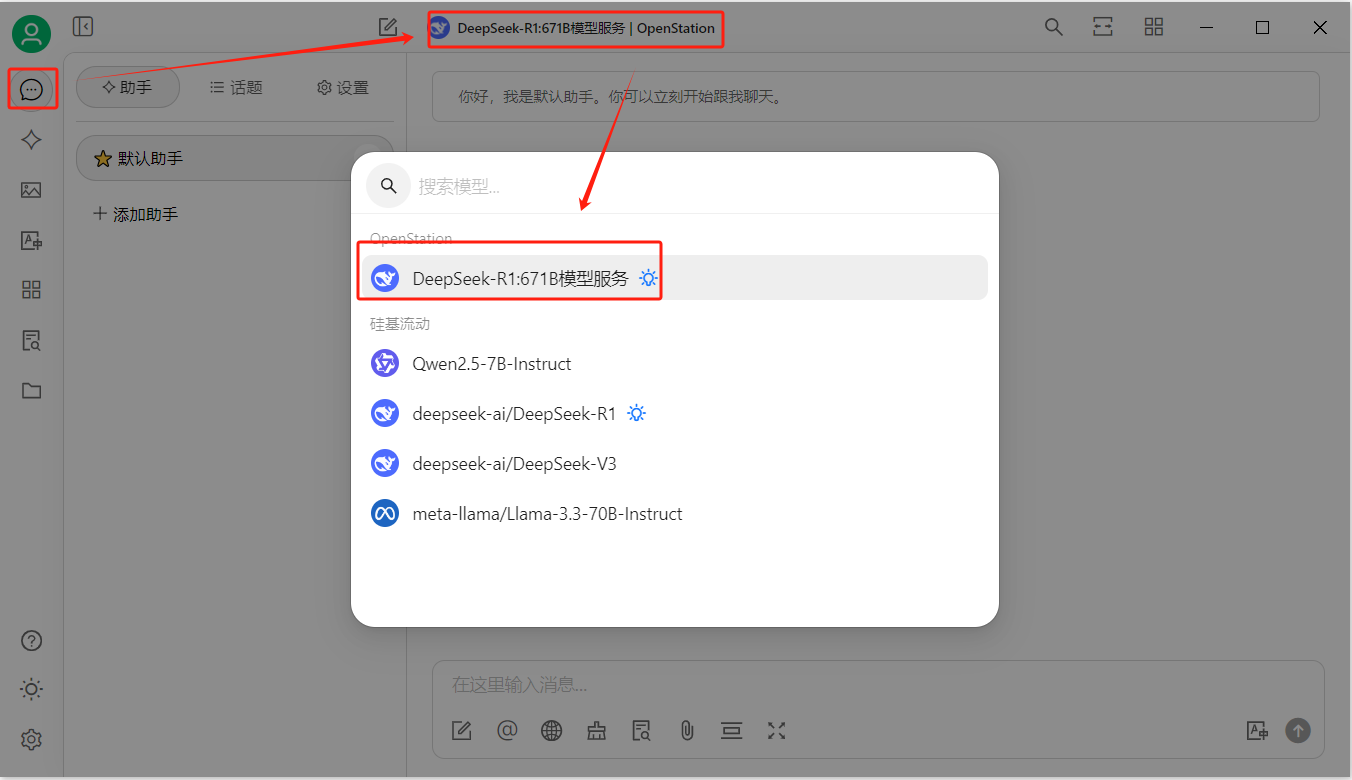 DeepSeek-R1:671B模型服务 | OpenStation
助手
话题
设置
你好，我是默认助手。你可以立刻开始跟我聊天。
默认助手
添加助手
搜索模型...
OpenStation
DeepSeek-R1:671B模型服务
硅基流动
Qwen2.5-7B-Instruct
deepseek-ai/DeepSeek-R1
deepseek-ai/DeepSeek-V3
meta-llama/Llama-3.3-70B-Instruct
在这里输入消息...